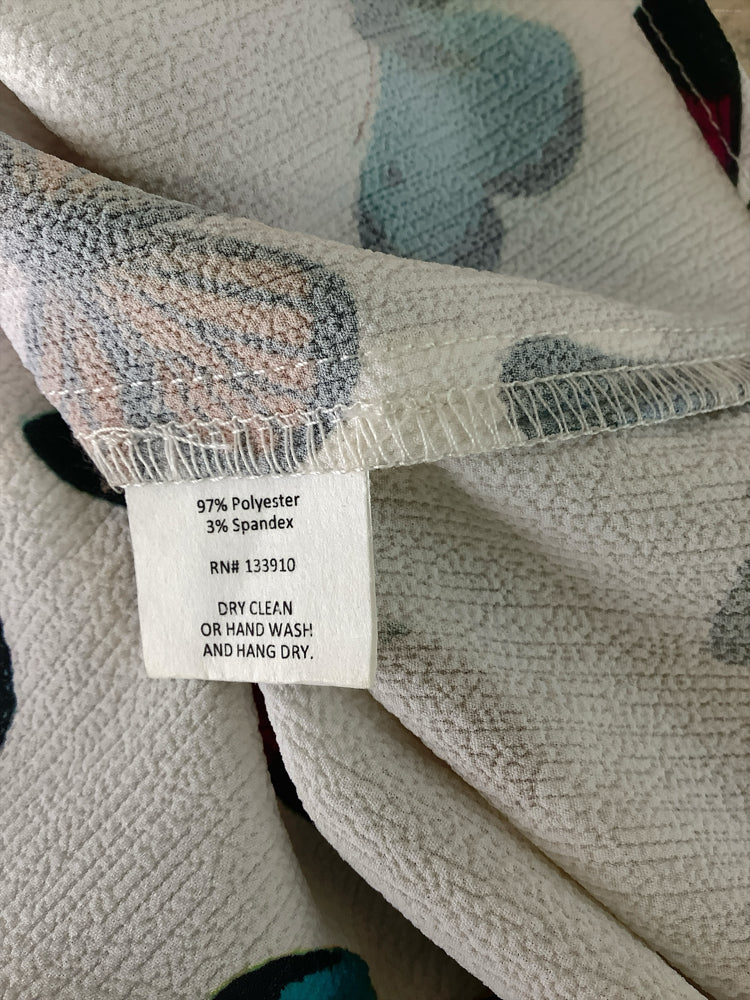 97% Polyester
3% Spandex
RN# 133910
DRY CLEAN
OR HAND WASH
AND HANG DRY.